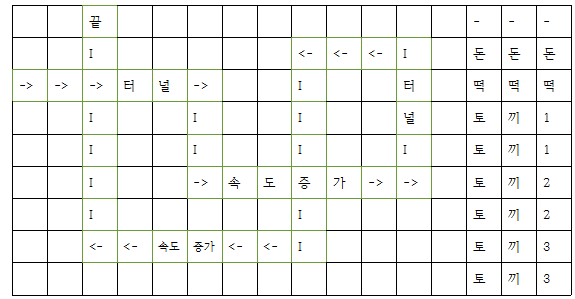 끝 - - -
I <- <- <- I 돈 돈 돈
-> -> -> 터 널 -> I 터 떡 떡 떡
I I I 널 토 끼 1
I I I I 토 끼 1
I -> 속 도 증 가 -> -> 토 끼 2
I I 토 끼 2
<- <- 속도 증가 <- <- I 토 끼 3
토 끼 3